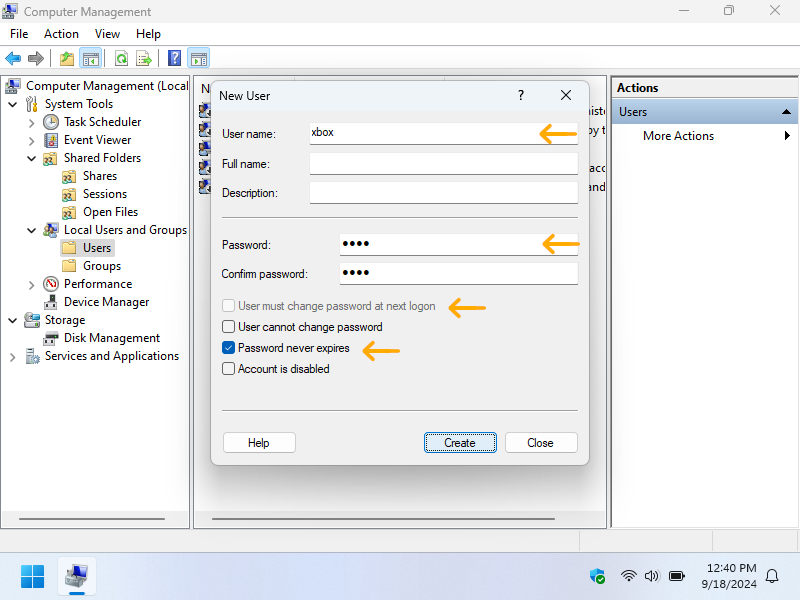 Computer Management
File Action View Help
Computer Management (Local
System Tools
Task Scheduler
Event Viewer
Shared Folders
Shares
Sessions
Open Files
Local Users and Groups
Users
Groups
Performance
Device Manager
Storage
Disk Management
Services and Applications
N
New User
?
User name: xbox
Full name:
Description:
Password: ••••
Confirm password: ••••
User must change password at next logon
User cannot change password
Password never expires
Account is disabled
Help Create Close
by t
acc
and
Actions
Users
More Actions
12:40 PM
9/18/2024